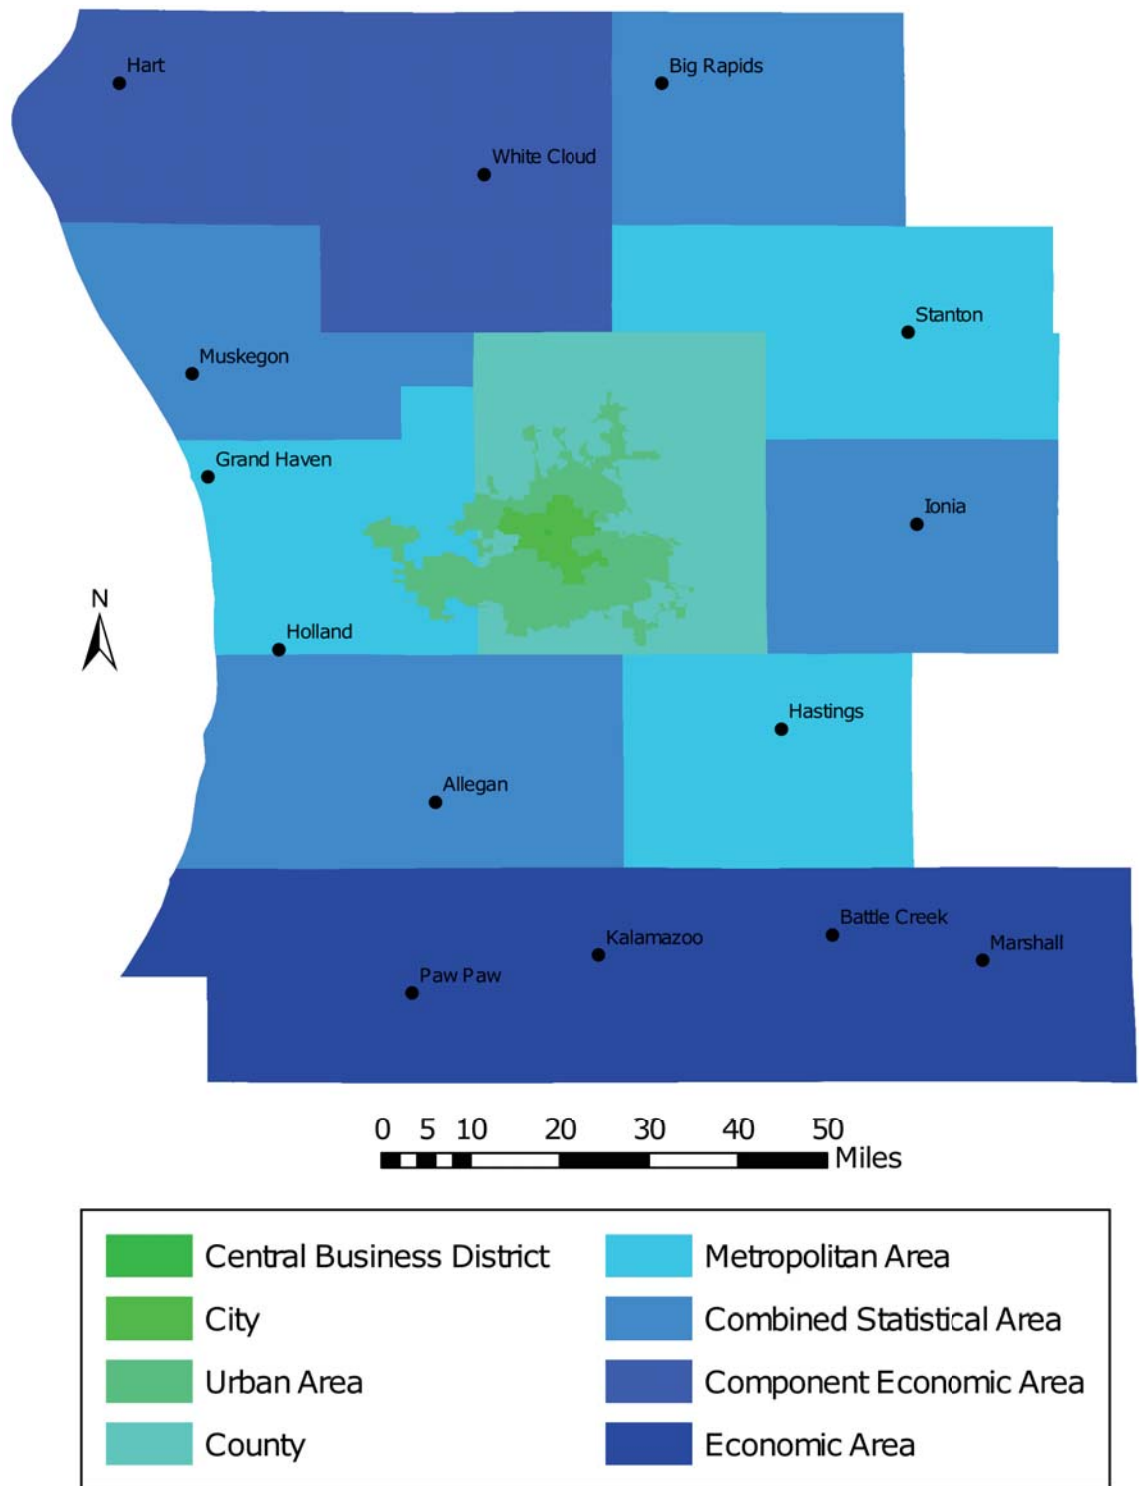 Hart
Big Rapids
White Cloud
Stanton
Muskegon
Grand Haven
Ionia
N
Holland
Hastings
Allegan
Battle Creek
Kalamazoo
Marshall
Paw Paw
0 5 10 20 30 40 50
Miles
Central Business District
Metropolitan Area
City
Combined Statistical Area
Urban Area
Component Economic Area
County
Economic Area